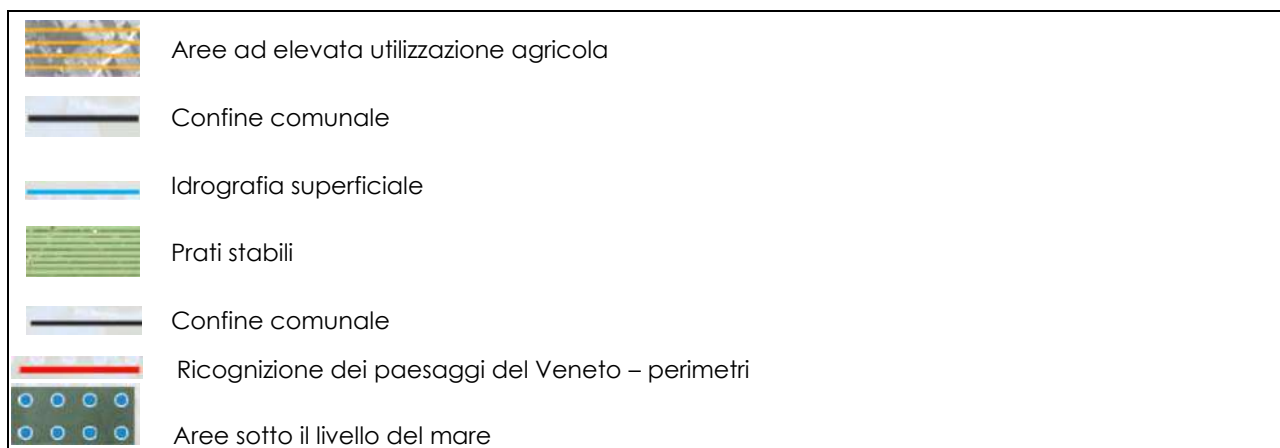 Aree ad elevata utilizzazione agricola
Confine comunale
Idrografia superficiale
Prati stabili
Confine comunale
Ricognizione dei paesaggi del Veneto – perimetri
Aree sotto il livello del mare